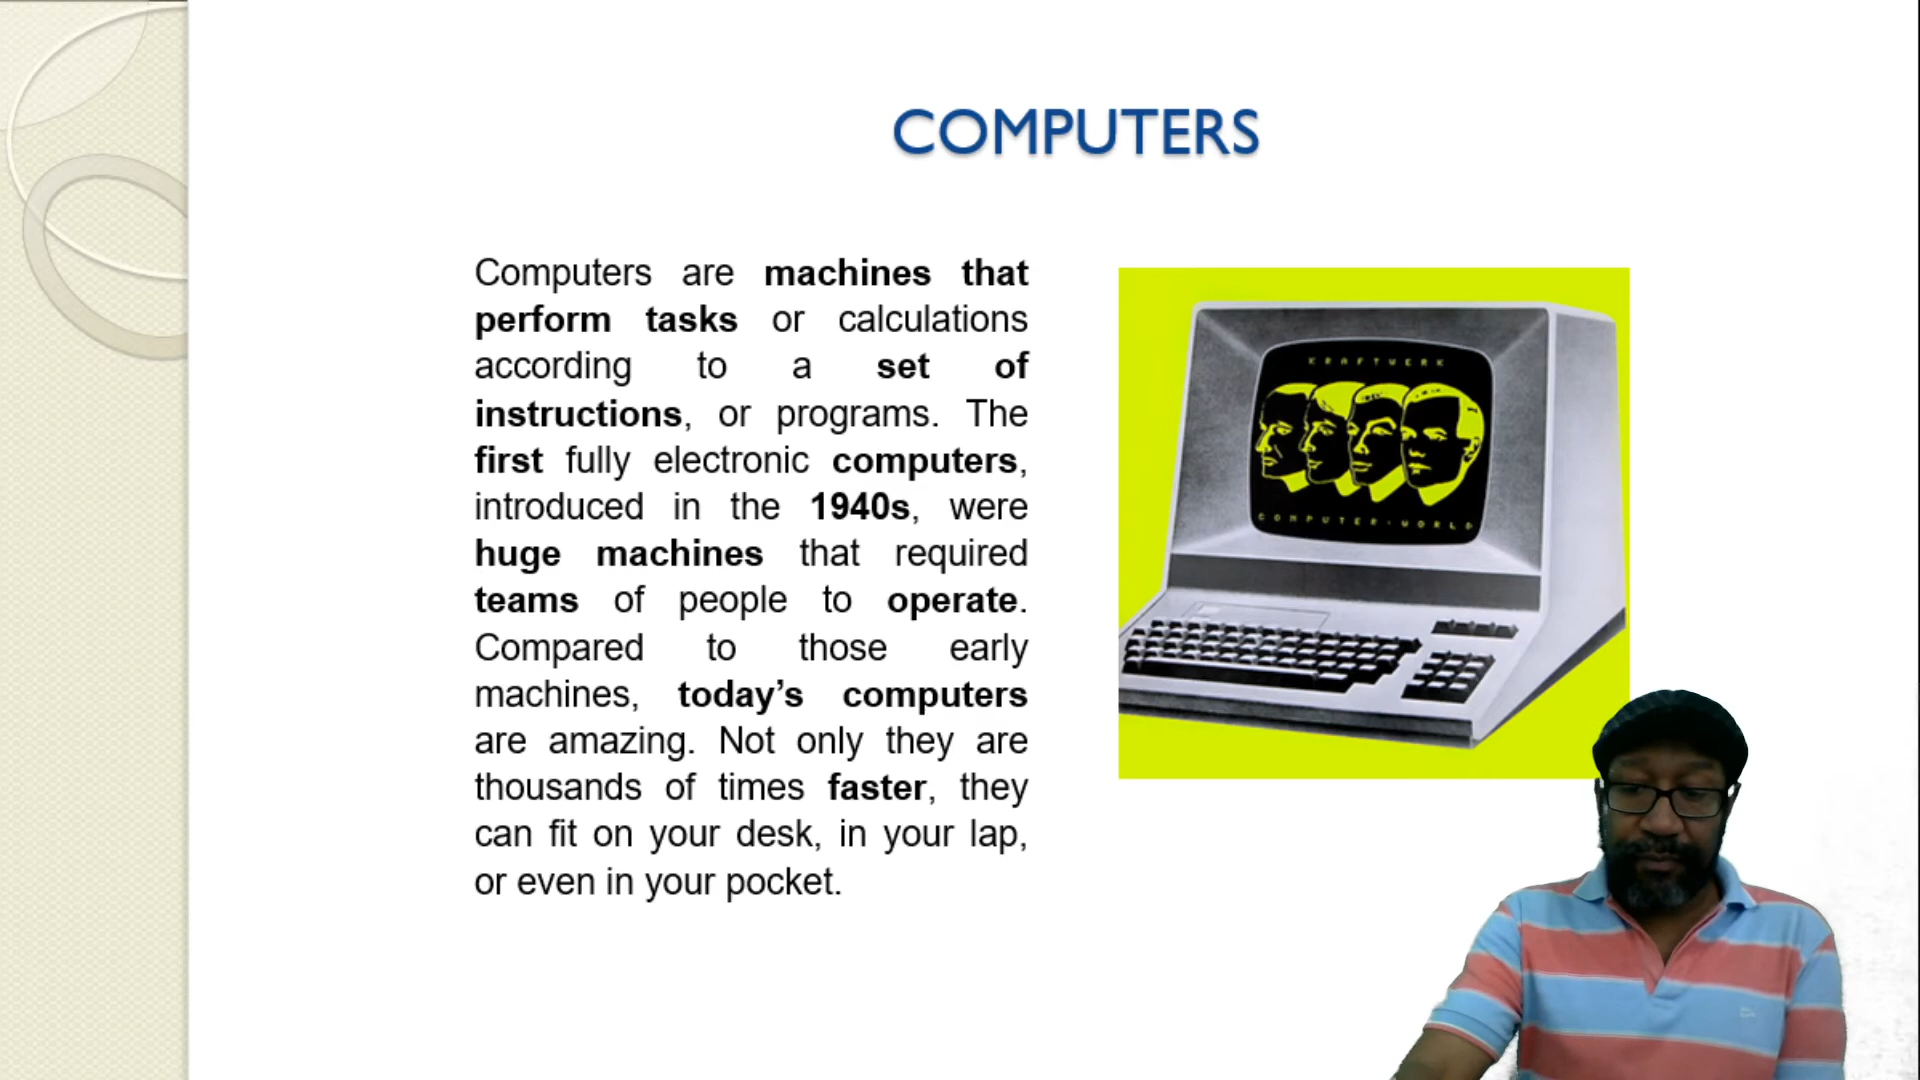 COMPUTERS
Computers are machines that
perform tasks or calculations
according to a set of
instructions, or programs. The
first fully electronic computers,
introduced in the 1940s, were
huge machines that required
teams of people to operate.
Compared to those early
machines, today’s computers
are amazing. Not only they are
thousands of times faster, they
can fit on your desk, in your lap,
or even in your pocket.
KRAFTWERK
COMPUTER-WORLD